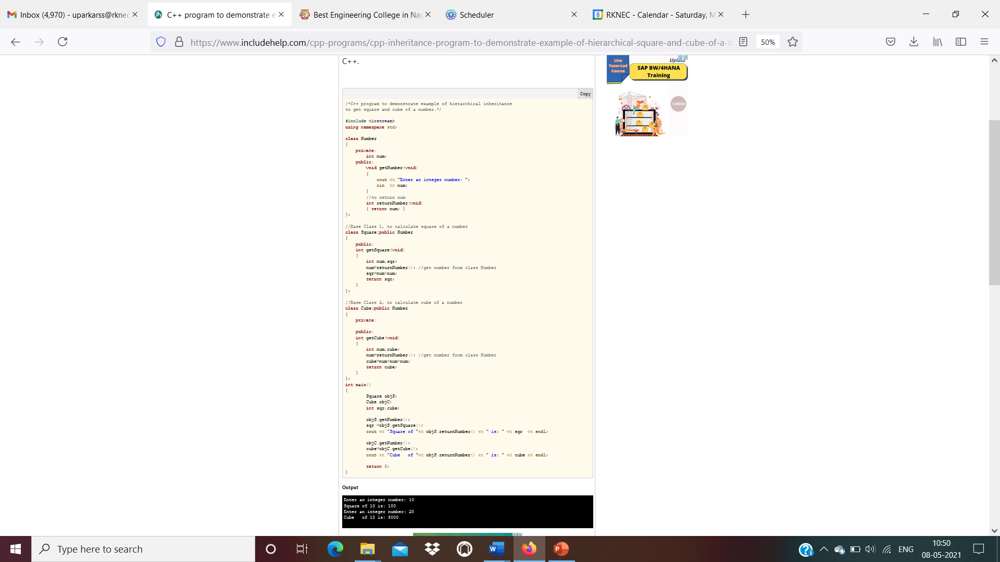 Inbox (4,970) - uparkarss@rknec
C++ program to demonstrate e
Best Engineering College in Nag
Scheduler
RKNEC - Calendar - Saturday, M
https://www.includehelp.com/cpp-programs/cpp-inheritance-program-to-demonstrate-example-of-hierarchical-square-and-cube-of-a-n
50%
C++.
Copy
/*C++ program to demonstrate example of hierarchical inheritance
to get square and cube of a number.*/
#include <iostream>
using namespace std;
class Number
{
private:
int num;
public:
void getNumber(void)
{
cout << "Enter an integer number: ";
cin >> num;
}
//to return num
int returnNumber(void)
{ return num; }
};
//Base Class 1, to calculate square of a number
class Square:public Number
{
public:
int getSquare(void)
{
int num,sqr;
num=returnNumber(); //get number from class Number
sqr=num*num;
return sqr;
}
};
//Base Class 2, to calculate cube of a number
class Cube:public Number
{
private:
public:
int getCube(void)
{
int num,cube;
num=returnNumber(); //get number from class Number
cube=num*num*num;
return cube;
}
};
int main()
{
Square objS;
Cube objC;
int sqr,cube;
objS.getNumber();
sqr =objS.getSquare();
cout << "Square of "<< objS.returnNumber() << " is: " << sqr << endl;
objC.getNumber();
cube=objC.getCube();
cout << "Cube   of "<< objS.returnNumber() << " is: " << cube << endl;
return 0;
}
Output
Enter an integer number: 10
Square of 10 is: 100
Enter an integer number: 20
Cube   of 10 is: 8000
Live
Tutor-Led
Course
Uplatz
SAP BW/4HANA
Training
Type here to search
ENG
10:50
08-05-2021